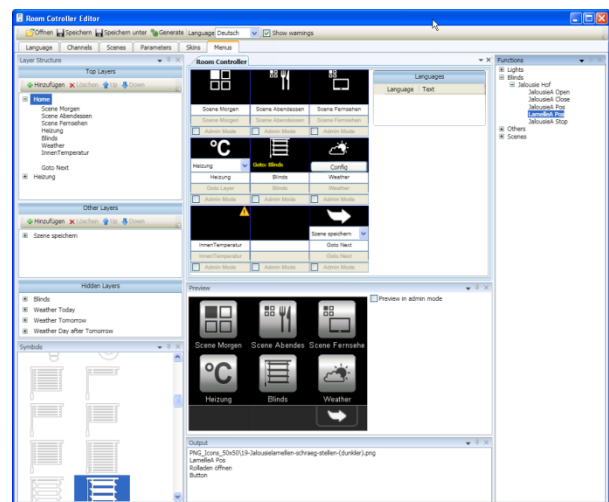 Room Cotroller Editor
Öffnen Speichern Speichern unter Generate Language Deutsch Show warnings
Language Channels Scenes Parameters Skins Menus
Layer Structure
Top Layers
Hinzufügen Löschen Up Down
Home
Scene Morgen
Scene Abendessen
Scene Fernsehen
Heizung
Blinds
Weather
InnenTemperatur
Goto Next
Heizung
Other Layers
Hinzufügen Löschen Up Down
Szene speichern
Hidden Layers
Blinds
Weather Today
Weather Tomorrow
Weather Day after Tomorrow
Symbols
Room Controller
Scene Morgen Scene Abendessen Scene Fernsehen
Scene Morgen Scene Abendessen Scene Fernsehen
Admin Mode Admin Mode Admin Mode
°C
Heizung Goto: Blinds Config
Heizung Blinds Weather
Goto Layer Blinds Weather
Admin Mode Admin Mode Admin Mode
Szene speichern
InnenTemperatur Goto Next
InnenTemperatur Goto Next
Admin Mode Admin Mode Admin Mode
Languages
Language Text
Preview
Preview in admin mode
Scene Morgen Scene Abendes Scene Fernsehe
°C
Heizung Blinds Weather
Output
PNG_Icons_50x50\19-Jalousielamellen-schraeg-stellen-(dunkler).png
LamelleA Pos
Rolladen öffnen
Button
Functions
Lights
Blinds
Jalousie Hof
JalousieA Open
JalousieA Close
JalousieA Pos
LamelleA Pos
JalousieA Stop
Others
Scenes